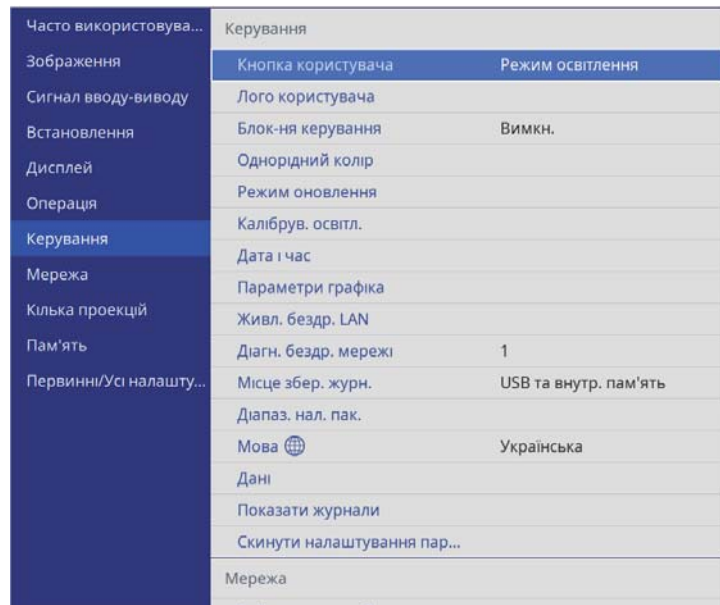 Часто використовува...
Зображення
Сигнал вводу-виводу
Встановлення
Дисплей
Операція
Керування
Мережа
Кілька проекцій
Пам'ять
Первинні/Усі налашту...
Керування
Кнопка користувача Режим освітлення
Лого користувача
Блок-ня керування Вимкн.
Однорідний колір
Режим оновлення
Калібрув. освітл.
Дата і час
Параметри графіка
Живл. бездр. LAN
Діагн. бездр. мережі 1
Місце збер. журн. USB та внутр. пам'ять
Діапаз. нал. пак.
Мова Українська
Дані
Показати журнали
Скинути налаштування пар...
Мережа